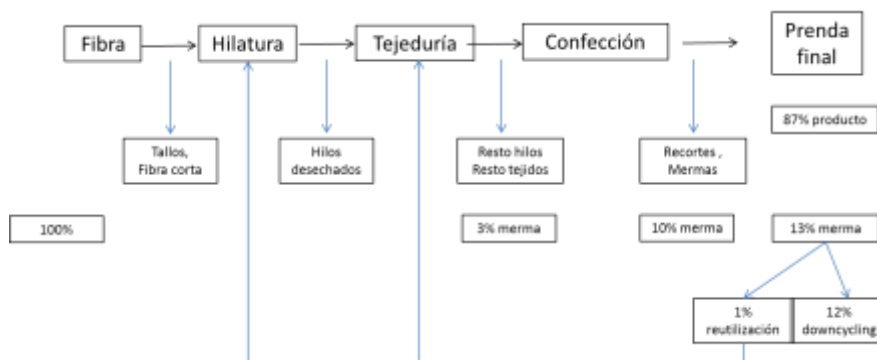 Fibra
Hilatura
Tejeduría
Confección
Prenda
final
87% producto
Tallos,
Fibra corta
Hilos
desechados
Resto hilos
Resto tejidos
Recortes ,
Mermas
100%
3% merma
10% merma
13% merma
1%
reutilización
12%
downcycling